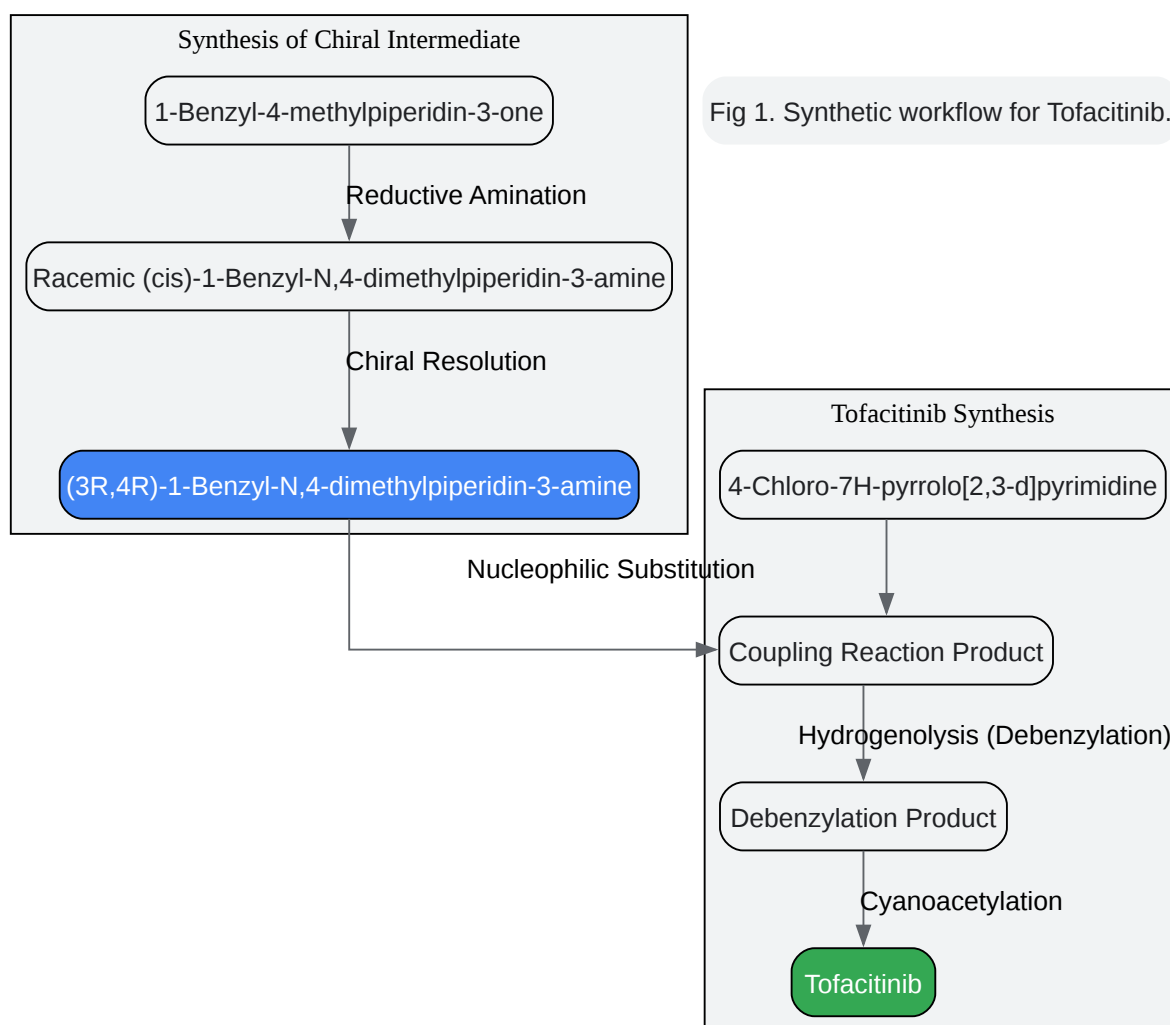 Synthesis of Chiral Intermediate
1-Benzyl-4-methylpiperidin-3-one
Fig 1. Synthetic workflow for Tofacitinib.
Reductive Amination
Racemic (cis)-1-Benzyl-N,4-dimethylpiperidin-3-amine
Chiral Resolution
(3R,4R)-1-Benzyl-N,4-dimethylpiperidin-3-amine
Tofacitinib Synthesis
4-Chloro-7H-pyrrolo[2,3-d]pyrimidine
Nucleophilic Substitution
Coupling Reaction Product
Hydrogenolysis (Debenzylation)
Debenzylation Product
Cyanoacetylation
Tofacitinib